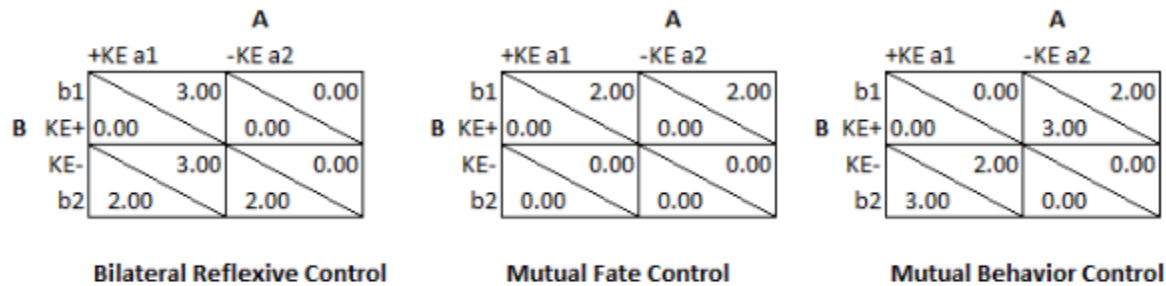 A A A
+KE a1 -KE a2 +KE a1 -KE a2 +KE a1 -KE a2
b1 3.00 0.00 b1 2.00 2.00 b1 0.00 2.00
B KE+ 0.00 0.00 B KE+ 0.00 0.00 B KE+ 0.00 3.00
KE- 3.00 0.00 KE- 0.00 0.00 KE- 2.00 0.00
b2 2.00 2.00 b2 0.00 0.00 b2 3.00 0.00
Bilateral Reflexive Control Mutual Fate Control Mutual Behavior Control